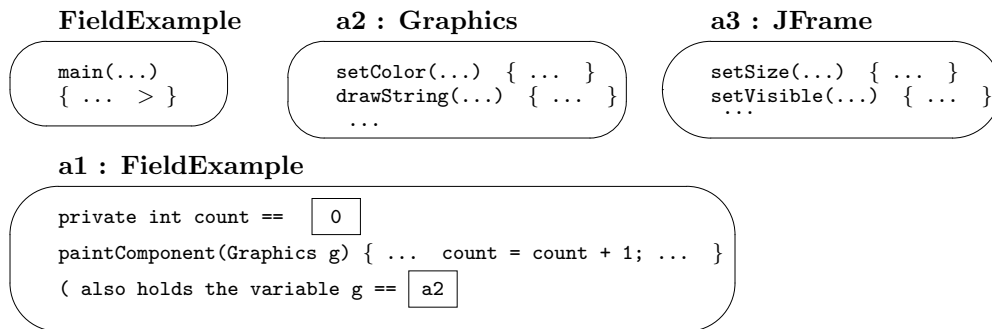 FieldExample
main(...)
{ ... > }
a2 : Graphics
setColor(...) { ... }
drawString(...) { ... }
...
a3 : JFrame
setSize(...) { ... }
setVisible(...) { ... }
...
a1 : FieldExample
private int count == 0
paintComponent(Graphics g) { ... count = count + 1; ... }
( also holds the variable g == a2